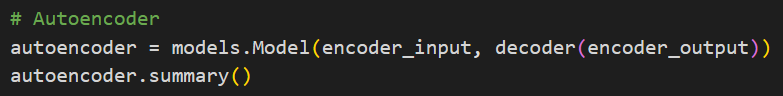 # Autoencoder
autoencoder = models.Model(encoder_input, decoder(encoder_output))
autoencoder.summary()